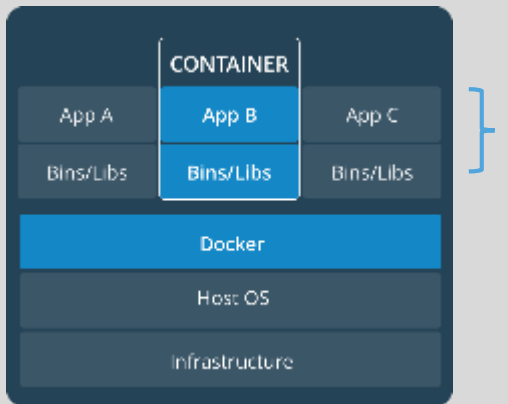 CONTAINER
App A App B App C
Bins/Libs Bins/Libs Bins/Libs
Docker
Host OS
Infrastructure